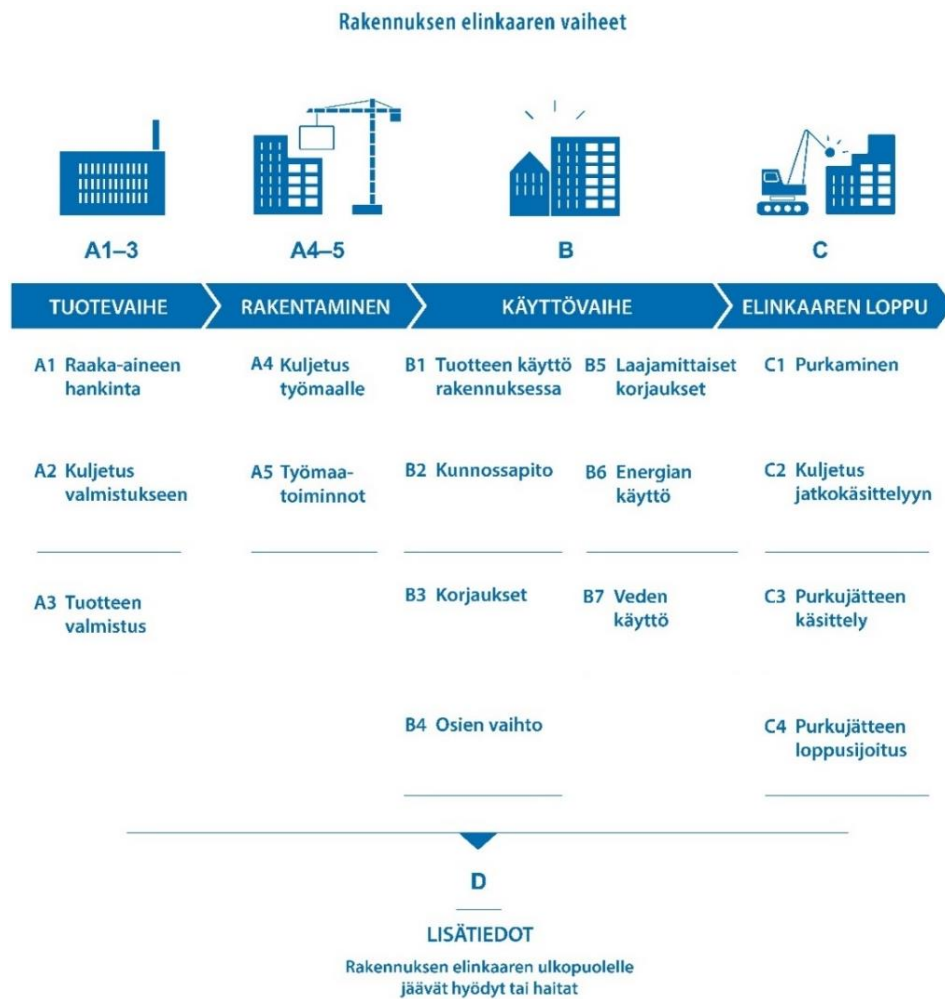 Rakennuksen elinkaaren vaiheet
A1–3
A4–5
B
C
TUOTEVAIHE
RAKENTAMINEN
KÄYTTÖVAIHE
ELINKAAREN LOPPU
A1 Raaka-aineen
hankinta
A2 Kuljetus
valmistukseen
A3 Tuotteen
valmistus
A4 Kuljetus
työmaalle
A5 Työmaa-
toiminnot
B1 Tuotteen käyttö
rakennuksessa
B2 Kunnossapito
B3 Korjaukset
B4 Osien vaihto
B5 Laajamittaiset
korjaukset
B6 Energian
käyttö
B7 Veden
käyttö
C1 Purkaminen
C2 Kuljetus
jatkokäsittelyyn
C3 Purkujätteen
käsittely
C4 Purkujätteen
loppusijoitus
D
LISÄTIEDOT
Rakennuksen elinkaaren ulkopuolelle
jäävät hyödyt tai haitat